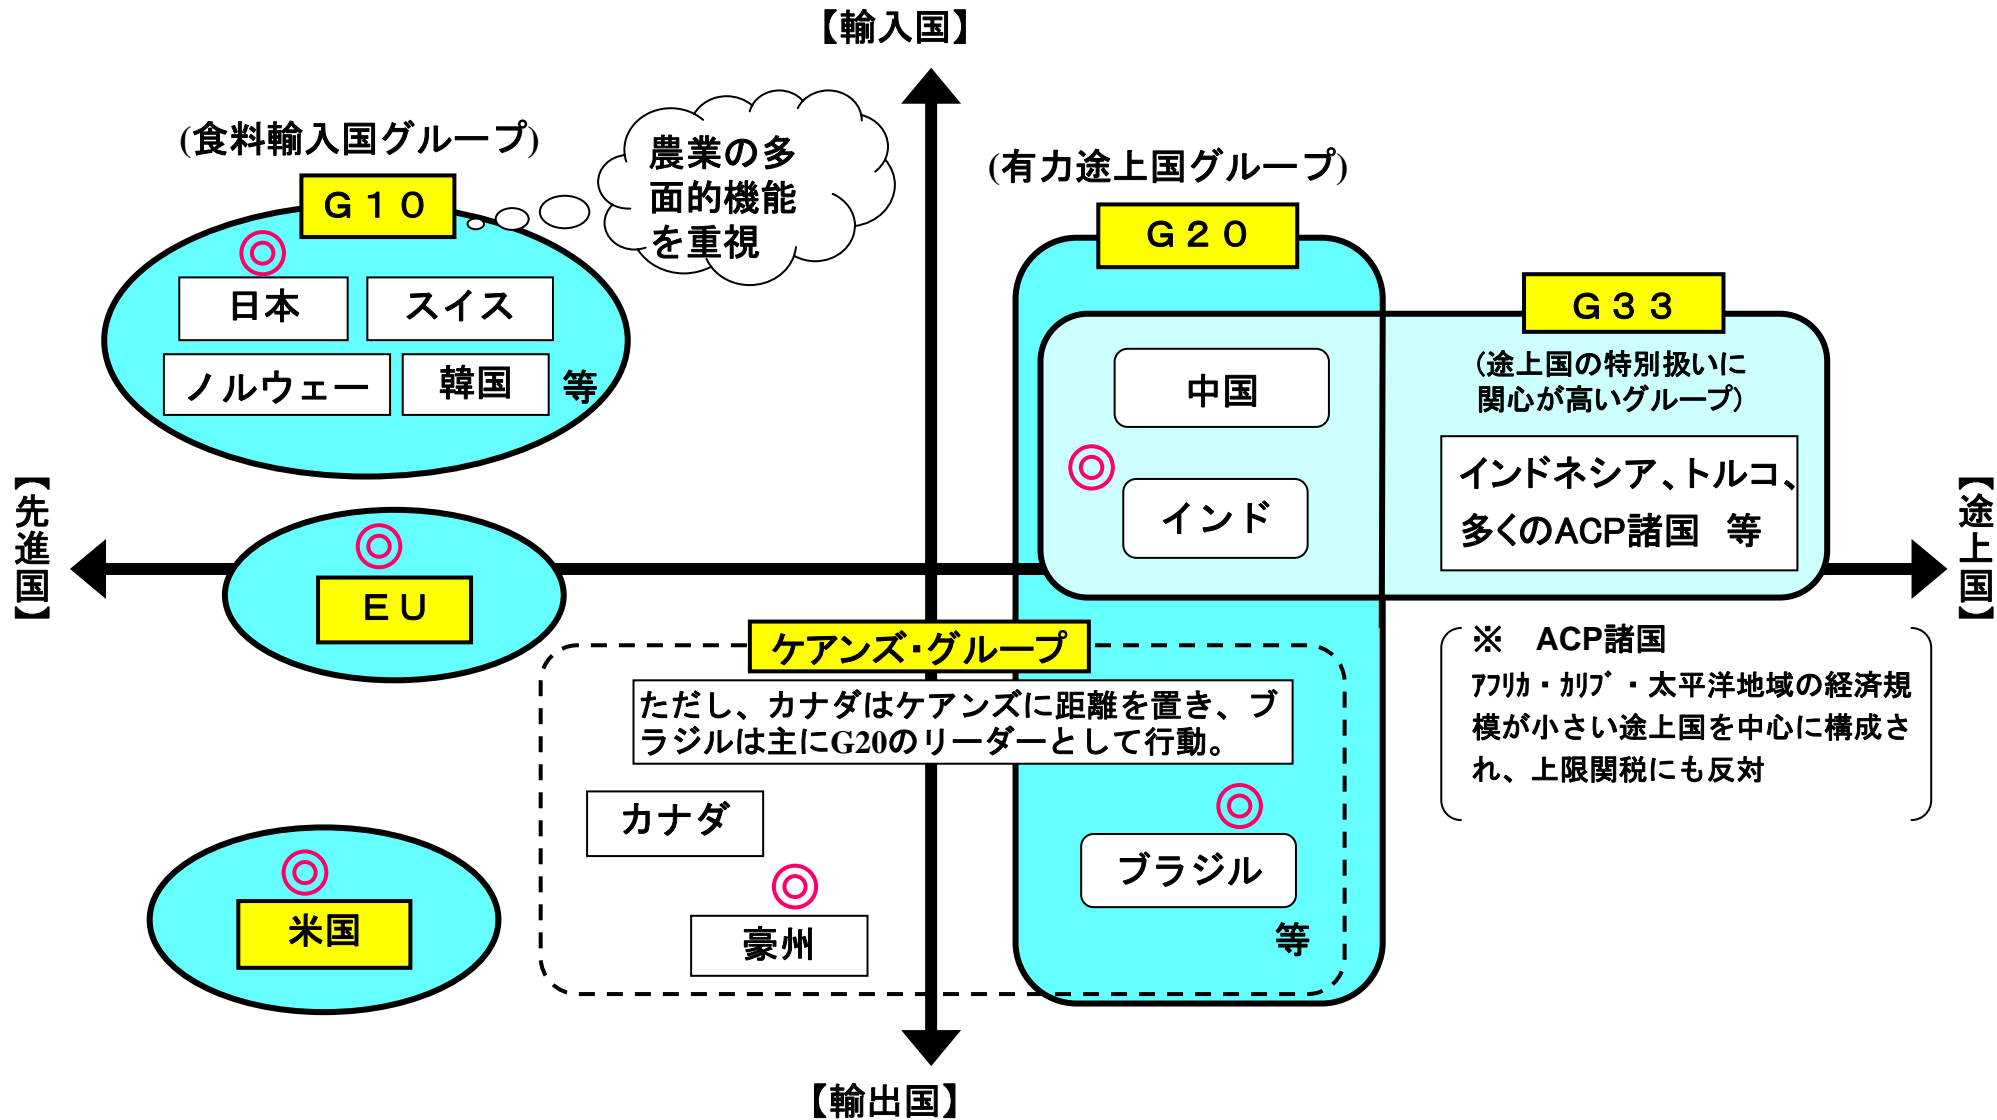 【輸入国】
(食料輸入国グループ)
G10
農業の多
面的機能
を重視
(有力途上国グループ)
G20
G33
◎
日本
スイス
ノルウェー
韓国
等
(途上国の特別扱いに
関心が高いグループ)
中国
◎
インド
インドネシア、トルコ、
多くのACP諸国 等
【先進国】
【途上国】
◎
EU
ケアンズ・グループ
ただし、カナダはケアンズに距離を置き、ブ
ラジルは主にG20のリーダーとして行動。
※ ACP諸国
ｱﾌﾘｶ・ｶﾘﾌﾞ・太平洋地域の経済規
模が小さい途上国を中心に構成さ
れ、上限関税にも反対
カナダ
◎
ブラジル
等
◎
米国
◎
豪州
【輸出国】